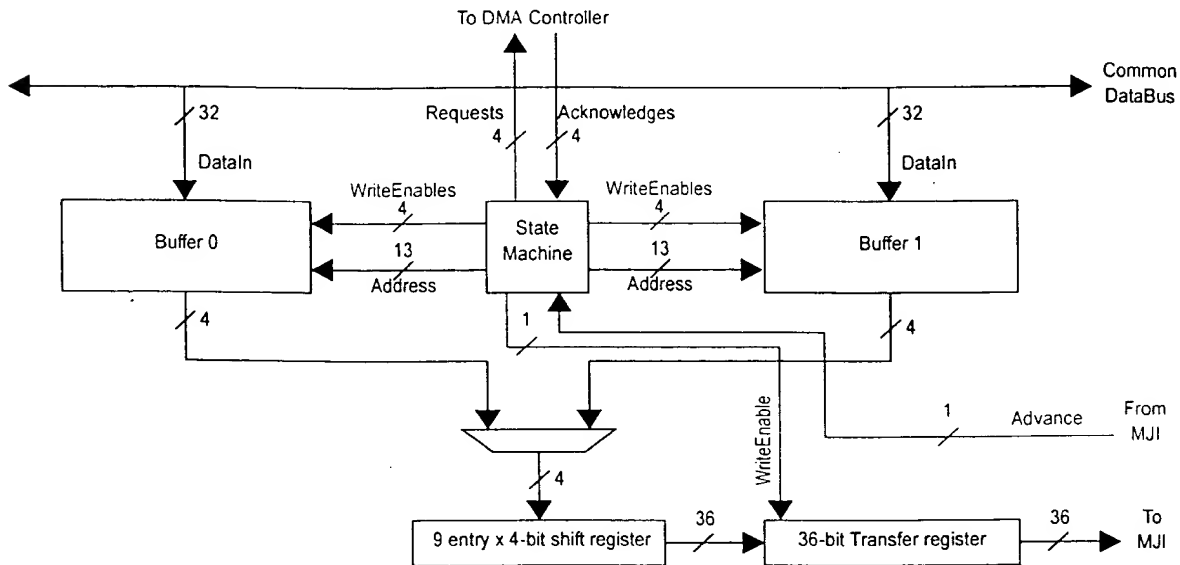 To DMA Controller
Common
DataBus
32
Requests
4
Acknowledges
4
32
DataIn
DataIn
WriteEnables
4
WriteEnables
4
Buffer 0
State
Machine
Buffer 1
13
Address
13
Address
4
1
4
1
Advance
From
MJI
WriteEnable
4
9 entry x 4-bit shift register
36
36-bit Transfer register
36
To
MJI